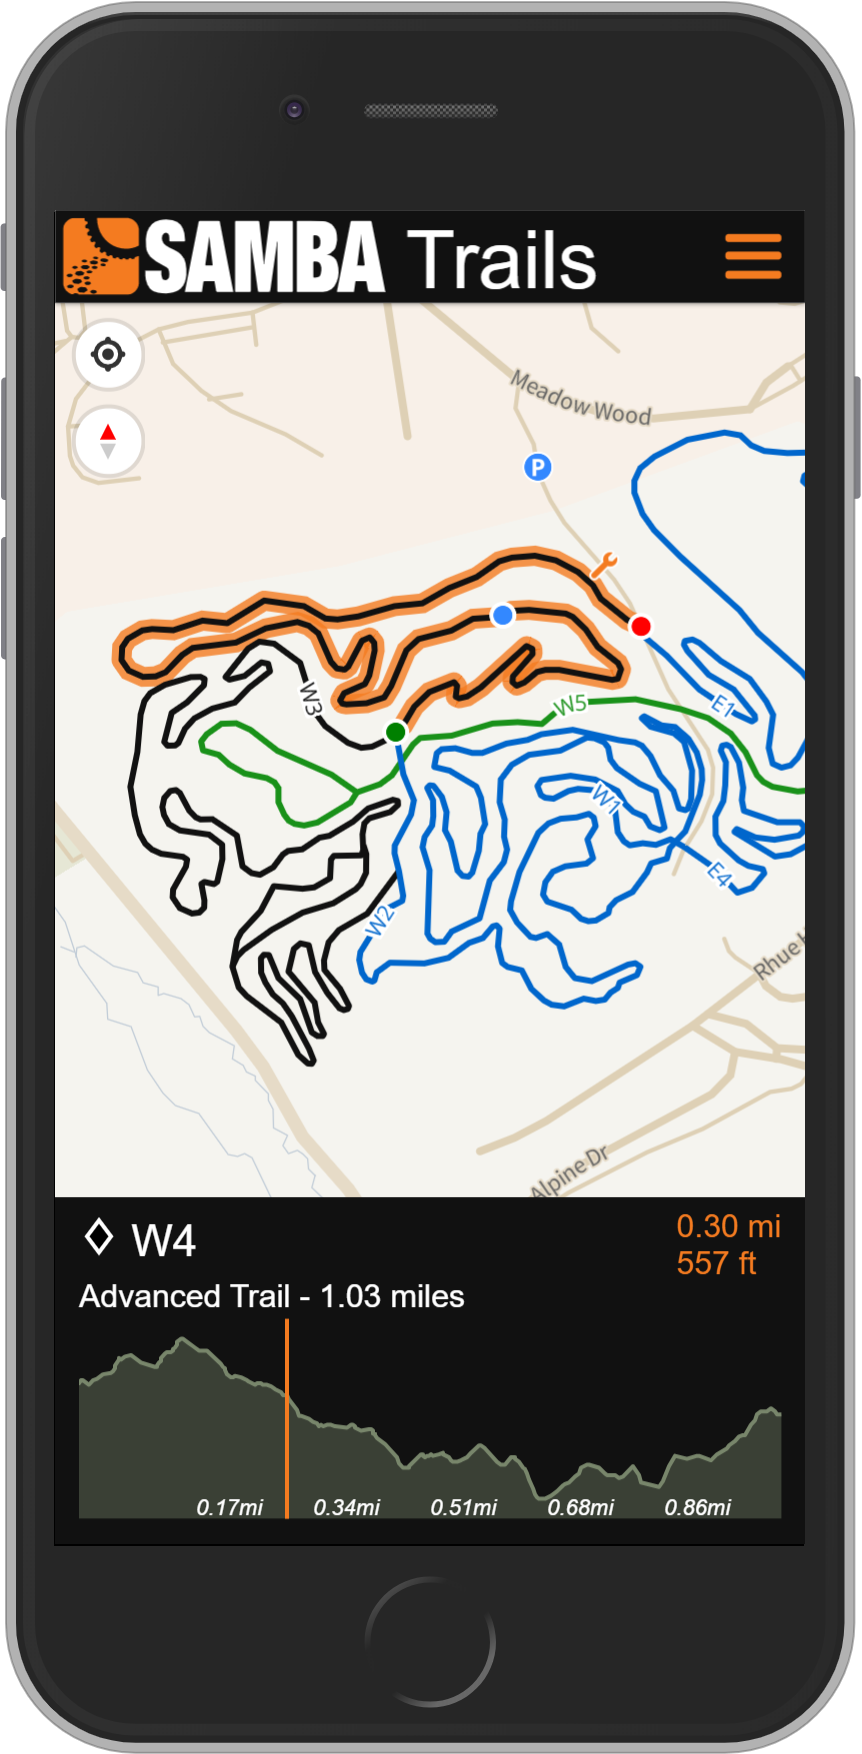 SAMBA Trails
Meadow Wood
P
W3
W5
E1
W1
E4
W2
Rhue H
Alpine Dr
W4
0.30 mi
557 ft
Advanced Trail - 1.03 miles
0.17mi 0.34mi 0.51mi 0.68mi 0.86mi